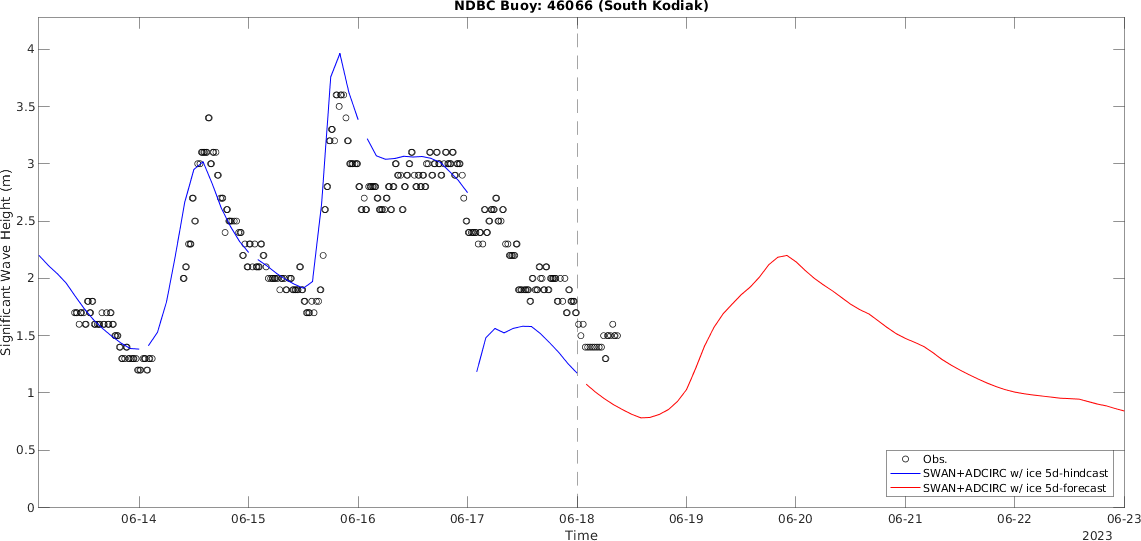 NDBC Buoy: 46066 (South Kodiak)
Significant Wave Height (m)
4
3.5
3
2.5
2
1.5
1
0.5
0
Obs.
SWAN+ADCIRC w/ ice 5d-hindcast
SWAN+ADCIRC w/ ice 5d-forecast
06-14 06-15 06-16 06-17 06-18 06-19 06-20 06-21 06-22 06-23
Time
2023